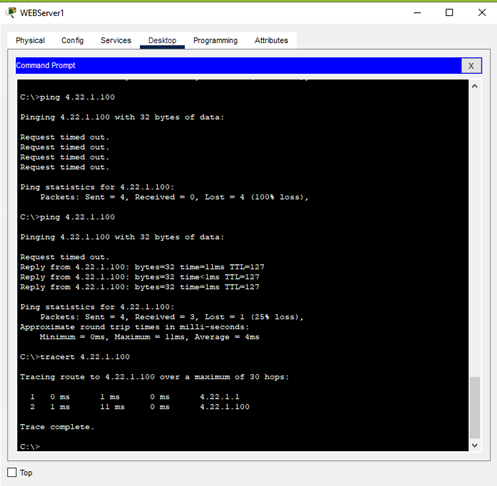 WEBServer1
Physical Config Services Desktop Programming Attributes
Command Prompt X
C:\>ping 4.22.1.100
Pinging 4.22.1.100 with 32 bytes of data:
Request timed out.
Request timed out.
Request timed out.
Request timed out.
Ping statistics for 4.22.1.100:
Packets: Sent = 4, Received = 0, Lost = 4 (100% loss),
C:\>ping 4.22.1.100
Pinging 4.22.1.100 with 32 bytes of data:
Request timed out.
Reply from 4.22.1.100: bytes=32 time=11ms TTL=127
Reply from 4.22.1.100: bytes=32 time<1ms TTL=127
Reply from 4.22.1.100: bytes=32 time=1ms TTL=127
Ping statistics for 4.22.1.100:
Packets: Sent = 4, Received = 3, Lost = 1 (25% loss),
Approximate round trip times in milli-seconds:
Minimum = 0ms, Maximum = 11ms, Average = 4ms
C:\>tracert 4.22.1.100
Tracing route to 4.22.1.100 over a maximum of 30 hops:
1 0 ms 1 ms 0 ms 4.22.1.1
2 1 ms 11 ms 0 ms 4.22.1.100
Trace complete.
C:\>
Top